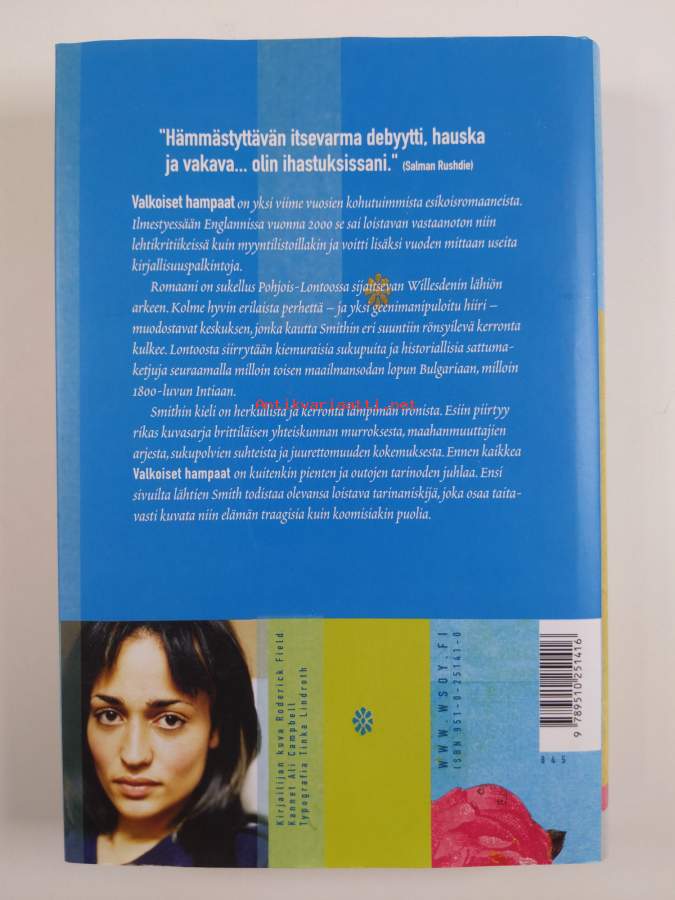 "Hämmästyttävän itsevarma debyytti, hauska
ja vakava... olin ihastuksissani." (Salman Rushdie)
Valkoiset hampaat on yksi viime vuosien kohutuimmista esikoisromaaneista.
Ilmestyessään Englannissa vuonna 2000 se sai loistavan vastaanoton niin
lehtikritiikeissä kuin myyntilistoillakin ja voitti lisäksi vuoden mittaan useita
kirjallisuuspalkintoja.
Romaani on sukellus Pohjois-Lontoossa sijaitsevan Willesdenin lähiön
arkeen. Kolme hyvin erilaista perhettä – ja yksi geenimanipuloitu hiiri –
muodostavat keskuksen, jonka kautta Smithin eri suuntiin rönsyilevä kerronta
kulkee. Lontoosta siirrytään kiemuraisia sukupuita ja historiallisia sattuma-
ketjuja seuraamalla milloin toisen maailmansodan lopun Bulgariaan, milloin
1800-luvun Intiaan.
Antikvariaatti.net
Smithin kieli on herkullista ja kerronta lämpimän ironista. Esiin piirtyy
rikas kuvasarja brittiläisen yhteiskunnan murroksesta, maahanmuuttajien
arjesta, sukupolvien suhteista ja juurettomuuden kokemuksesta. Ennen kaikkea
Valkoiset hampaat on kuitenkin pienten ja outojen tarinoden juhlaa. Ensi
sivuilta lähtien Smith todistaa olevansa loistava tarinaniskijä, joka osaa taita-
vasti kuvata niin elämän traagisia kuin koomisiakin puolia.
Kirjailijan kuva Roderick Field
Kannet Ali Campbell
Typografia Tinka Lindroth
WWW.WSOY.FI
ISBN 951-0-25141-0
9 789510 251416
845